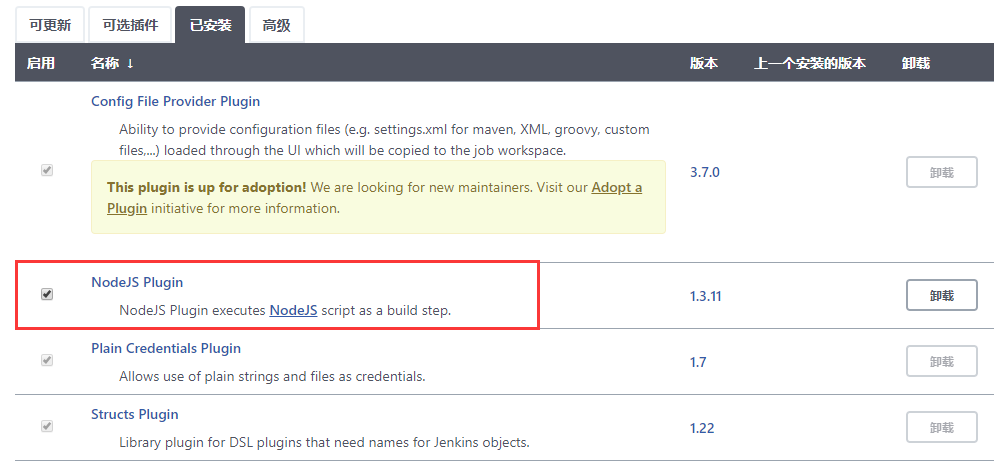 可更新 可选插件 已安装 高级
启用 名称 ↓ 版本 上一个安装的版本 卸载
Config File Provider Plugin
Ability to provide configuration files (e.g. settings.xml for maven, XML, groovy, custom
files,...) loaded through the UI which will be copied to the job workspace.
This plugin is up for adoption! We are looking for new maintainers. Visit our Adopt a
Plugin initiative for more information.
3.7.0 卸载
NodeJS Plugin
NodeJS Plugin executes NodeJS script as a build step.
1.3.11 卸载
Plain Credentials Plugin
Allows use of plain strings and files as credentials.
1.7 卸载
Structs Plugin
Library plugin for DSL plugins that need names for Jenkins objects.
1.22 卸载